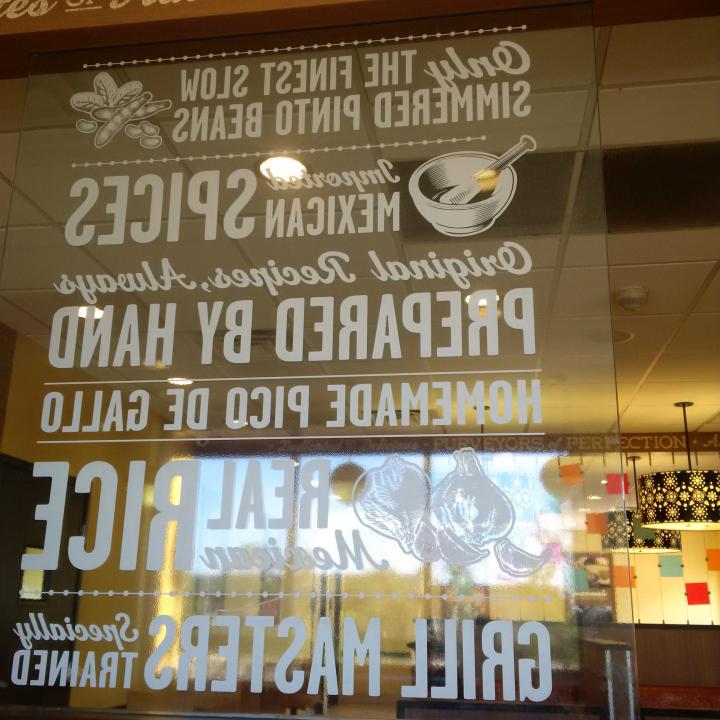 Only THE FINEST SLOW
SIMMERED PINTO BEANS
Imported
MEXICAN SPICES
Original Recipes, Always
PREPARED BY HAND
HOMEMADE PICO DE GALLO
REAL
Mexican RICE
GRILL MASTERS Specially
TRAINED
PURVEYORS of PERFECTION